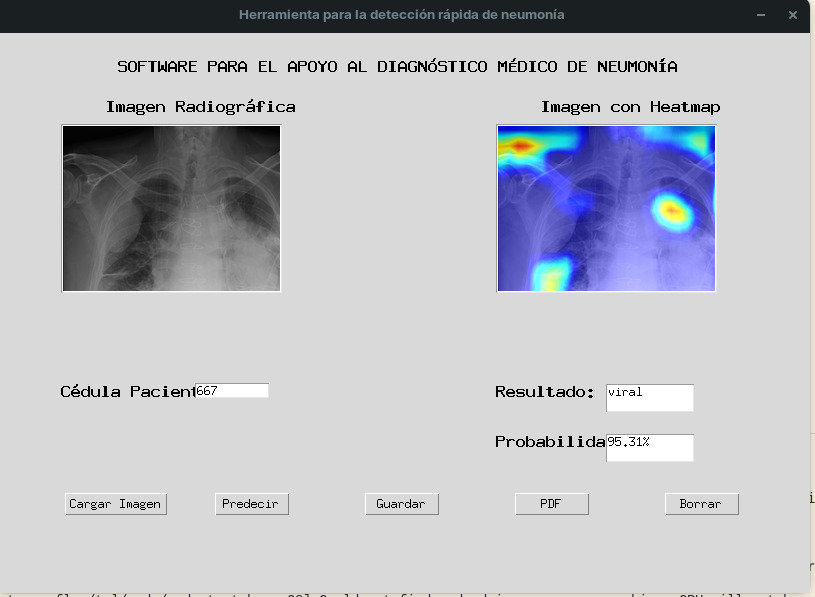 Herramienta para la detección rápida de neumonía
SOFTWARE PARA EL APOYO AL DIAGNÓSTICO MÉDICO DE NEUMONÍA
Imagen Radiográfica
Imagen con Heatmap
Cédula Pacient
667
Resultado:
viral
Probabilida
95.31%
Cargar Imagen
Predecir
Guardar
PDF
Borrar